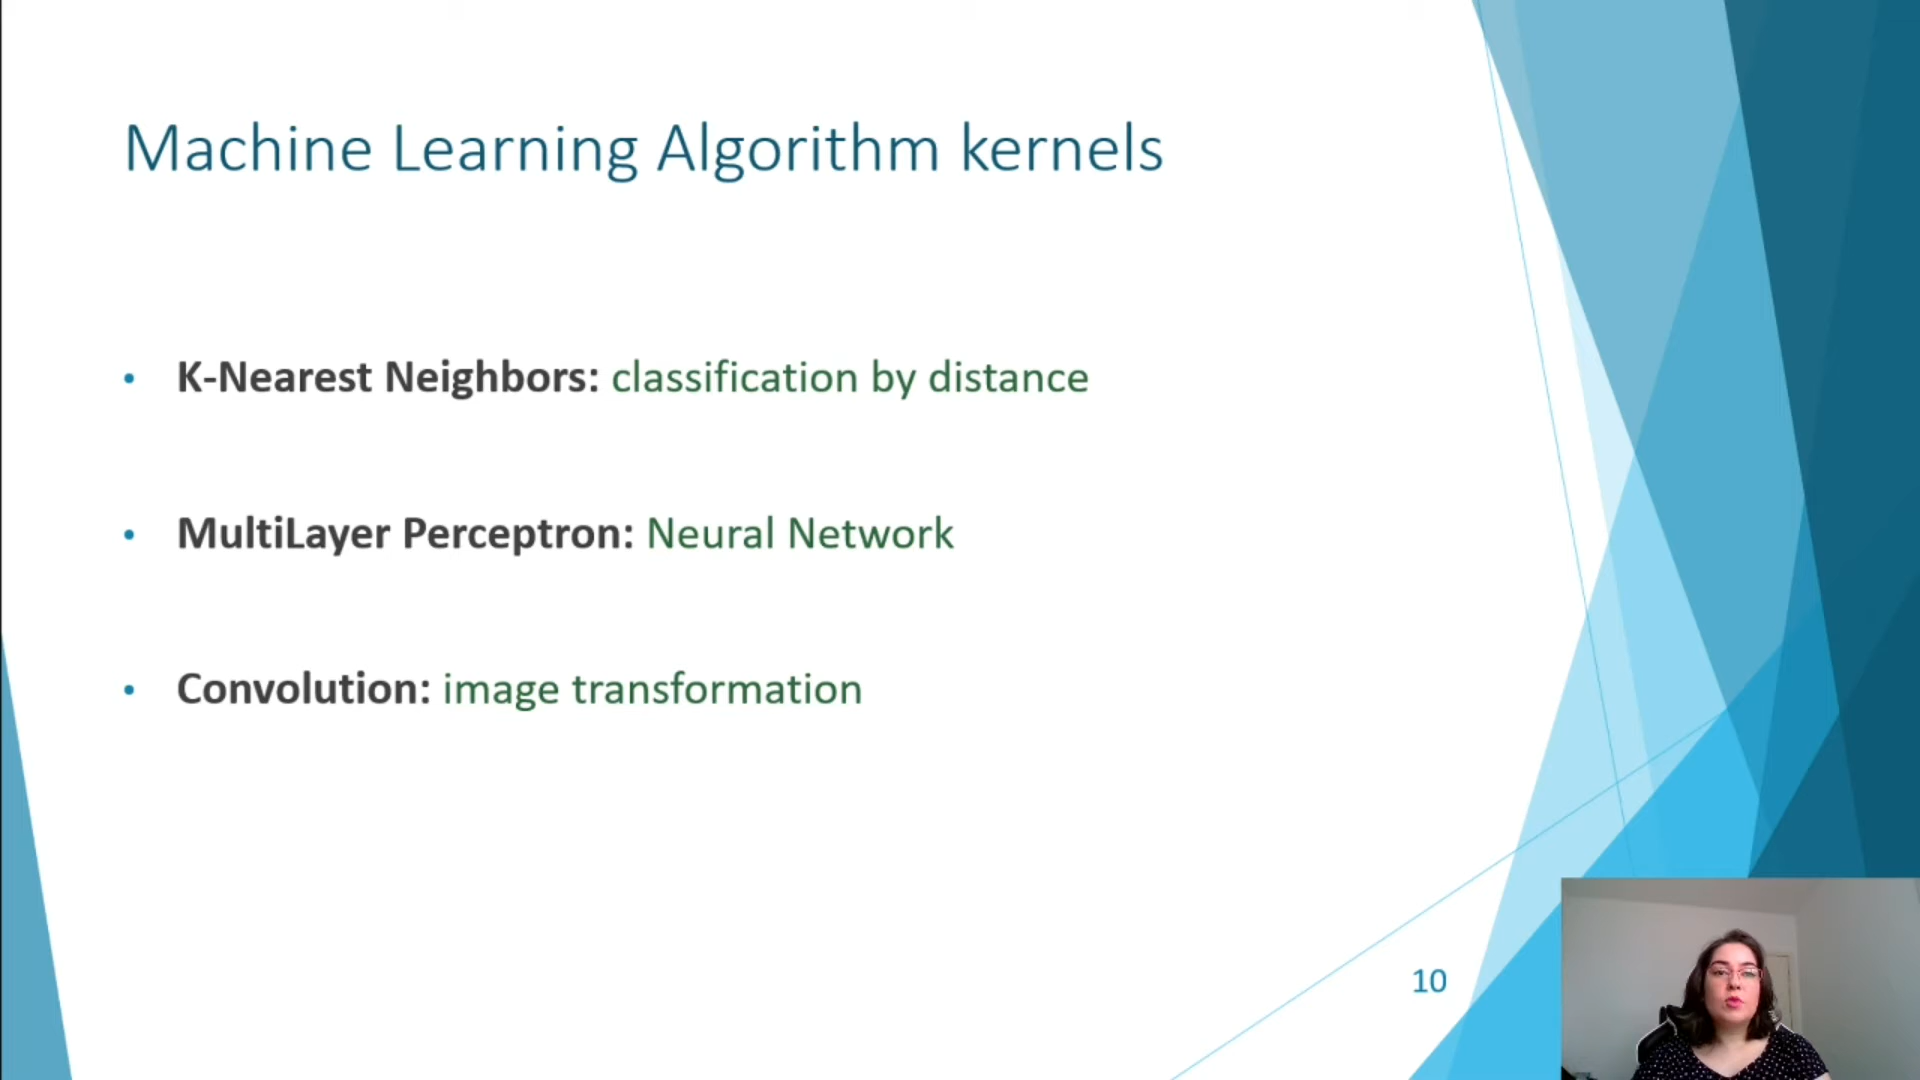 Machine Learning Algorithm kernels
• K-Nearest Neighbors: classification by distance
• MultiLayer Perceptron: Neural Network
• Convolution: image transformation
10